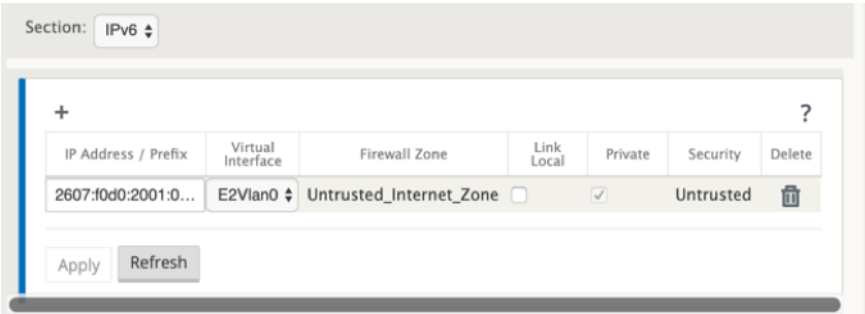 Section: IPv6
+ ?
IP Address / Prefix Virtual Interface Firewall Zone Link Local Private Security Delete
2607:f0d0:2001:0... E2Vlan0 Untrusted_Internet_Zone Untrusted
Apply Refresh